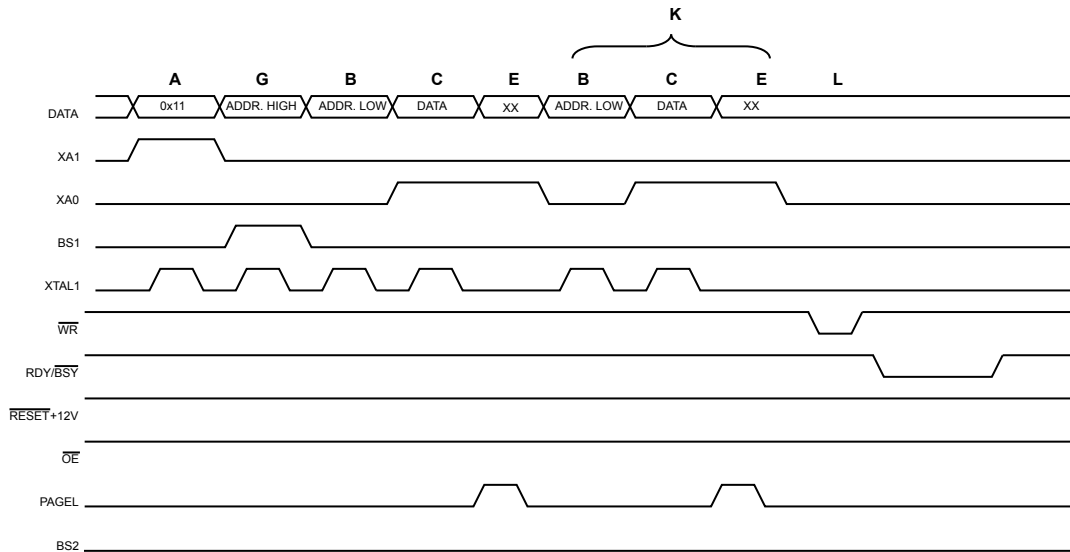 K
A G B C E B C E L
DATA 0x11 ADDR. HIGH ADDR. LOW DATA XX ADDR. LOW DATA XX
XA1
XA0
BS1
XTAL1
WR
RDY/BSY
RESET+12V
OE
PAGEL
BS2